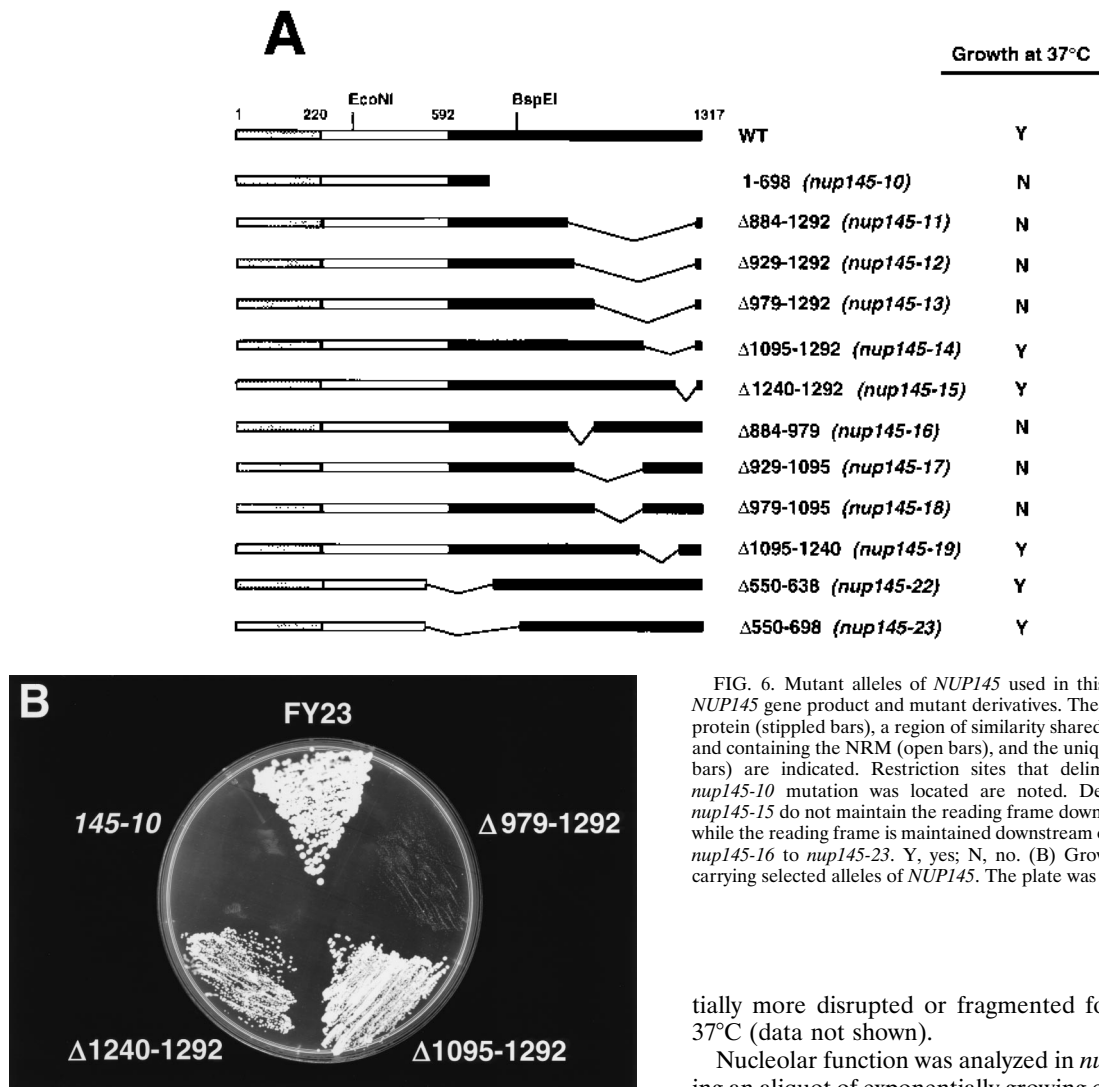 A
Growth at 37°C
EcoNI BspEI
1 220 592 1317
WT Y
1-698 (nup145-10) N
Δ884-1292 (nup145-11) N
Δ929-1292 (nup145-12) N
Δ979-1292 (nup145-13) N
Δ1095-1292 (nup145-14) Y
Δ1240-1292 (nup145-15) Y
Δ884-979 (nup145-16) N
Δ929-1095 (nup145-17) N
Δ979-1095 (nup145-18) N
Δ1095-1240 (nup145-19) Y
Δ550-638 (nup145-22) Y
Δ550-698 (nup145-23) Y
B
FY23
145-10
Δ979-1292
Δ1240-1292
Δ1095-1292
FIG. 6. Mutant alleles of NUP145 used in this
NUP145 gene product and mutant derivatives. The
protein (stippled bars), a region of similarity shared
and containing the NRM (open bars), and the uniq
bars) are indicated. Restriction sites that delim
nup145-10 mutation was located are noted. De
nup145-15 do not maintain the reading frame down
while the reading frame is maintained downstream
nup145-16 to nup145-23. Y, yes; N, no. (B) Grow
carrying selected alleles of NUP145. The plate was
tially more disrupted or fragmented fo
37°C (data not shown).
Nucleolar function was analyzed in nu
ing an aliquot of exponentially growing